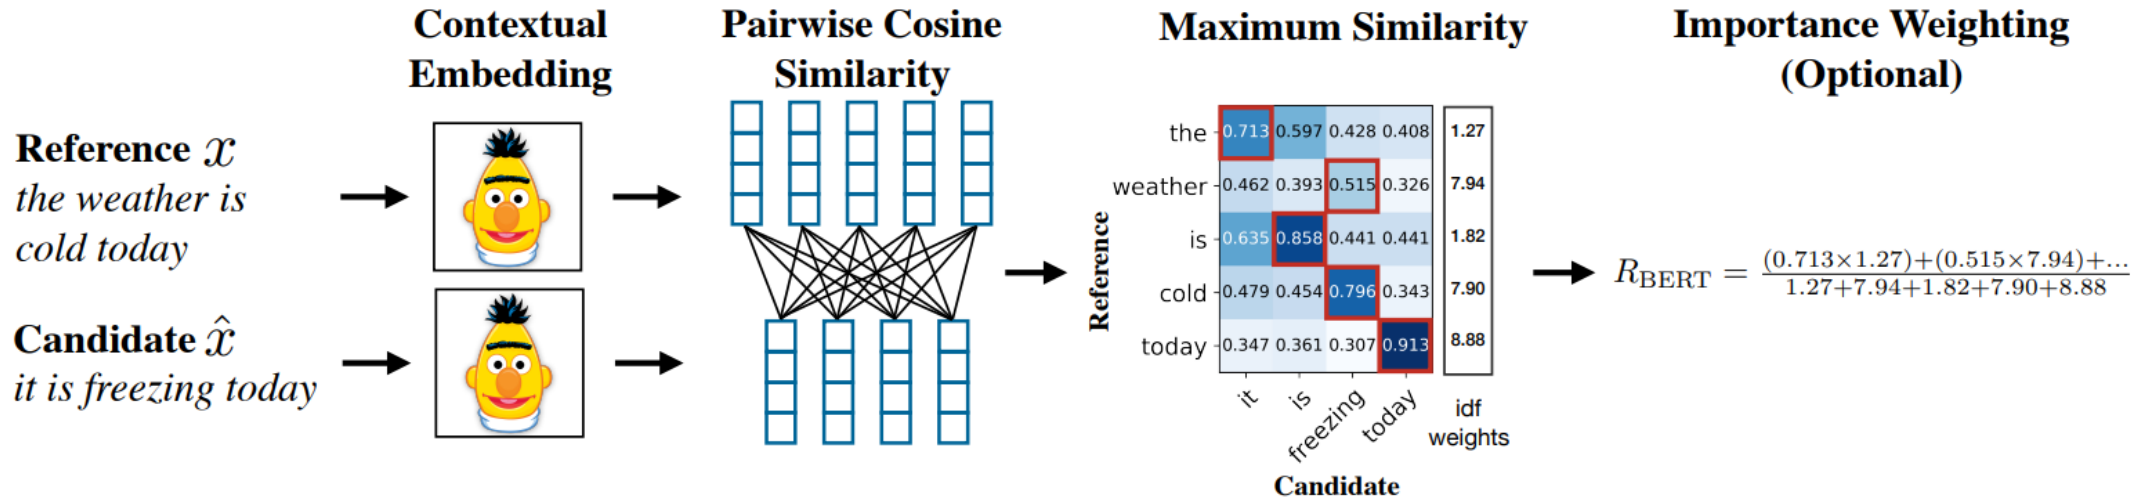 Contextual
Embedding
Pairwise Cosine
Similarity
Maximum Similarity
Importance Weighting
(Optional)
Reference x
the weather is
cold today
Candidate x̂
it is freezing today
Reference
the 0.713 0.597 0.428 0.408 1.27
weather 0.462 0.393 0.515 0.326 7.94
is 0.635 0.858 0.441 0.441 1.82
cold 0.479 0.454 0.796 0.343 7.90
today 0.347 0.361 0.307 0.913 8.88
it is freezing today
idf
weights
Candidate
R_BERT = (0.713×1.27)+(0.515×7.94)+...
1.27+7.94+1.82+7.90+8.88